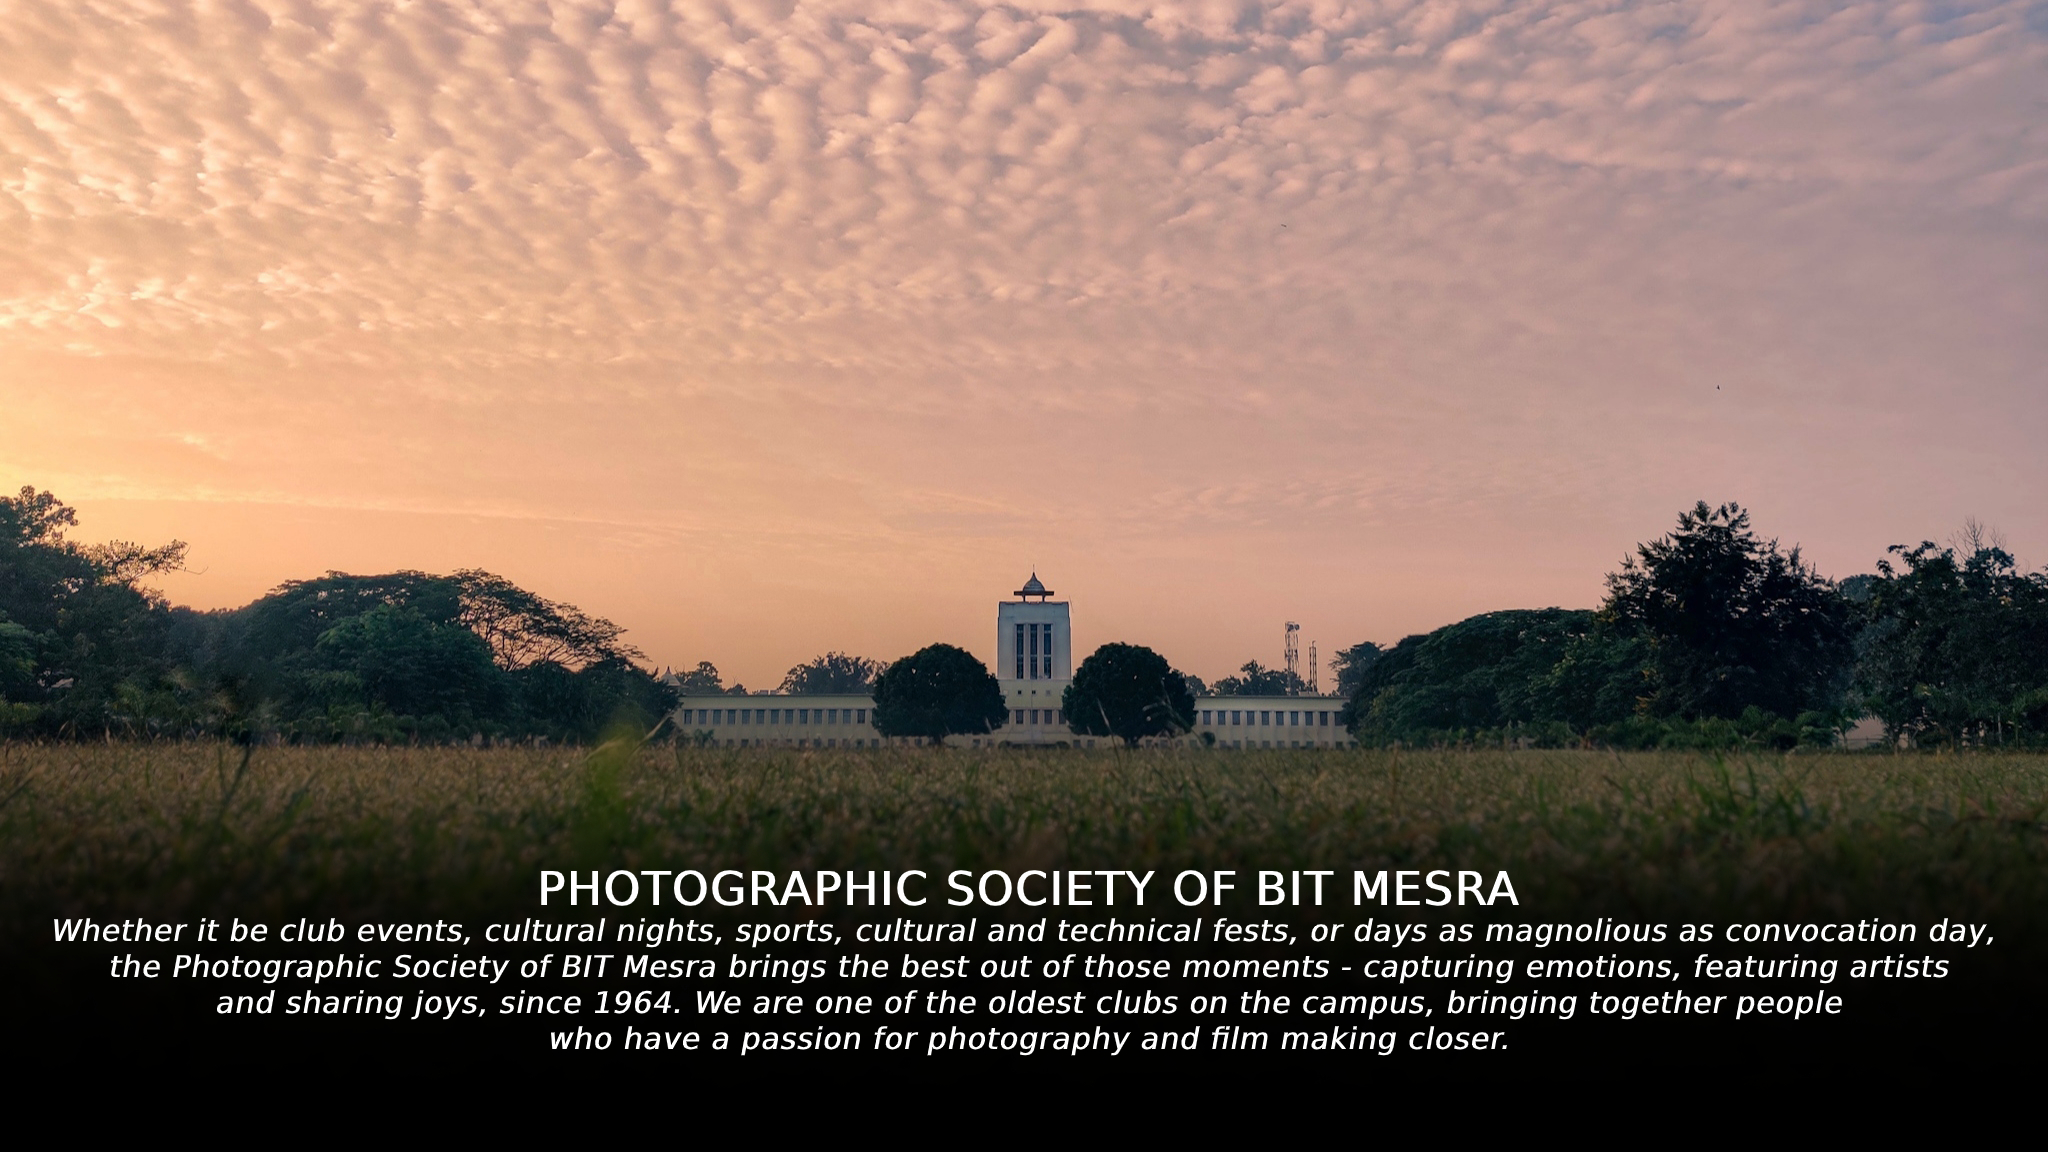 PHOTOGRAPHIC SOCIETY OF BIT MESRA
Whether it be club events, cultural nights, sports, cultural and technical fests, or days as magnolious as convocation day,
the Photographic Society of BIT Mesra brings the best out of those moments - capturing emotions, featuring artists
and sharing joys, since 1964. We are one of the oldest clubs on the campus, bringing together people
who have a passion for photography and film making closer.